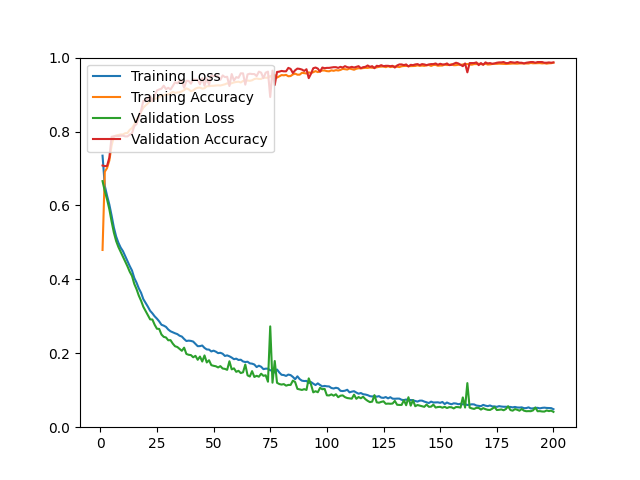 1.0
0.8
0.6
0.4
0.2
0.0
Training Loss
Training Accuracy
Validation Loss
Validation Accuracy
0 25 50 75 100 125 150 175 200